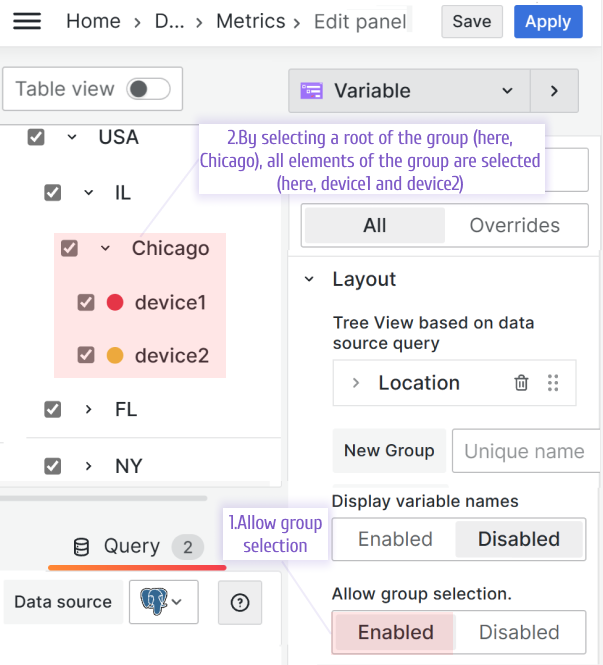 Home > D... > Metrics > Edit panel
Save
Apply
Table view
Variable
USA
2.By selecting a root of the group (here,
Chicago), all elements of the group are selected
(here, device1 and device2)
IL
All
Overrides
Chicago
device1
device2
FL
NY
Layout
Tree View based on data
source query
Location
New Group
Unique name
Display variable names
Enabled
Disabled
1.Allow group
selection
Query 2
Data source
Allow group selection.
Enabled
Disabled